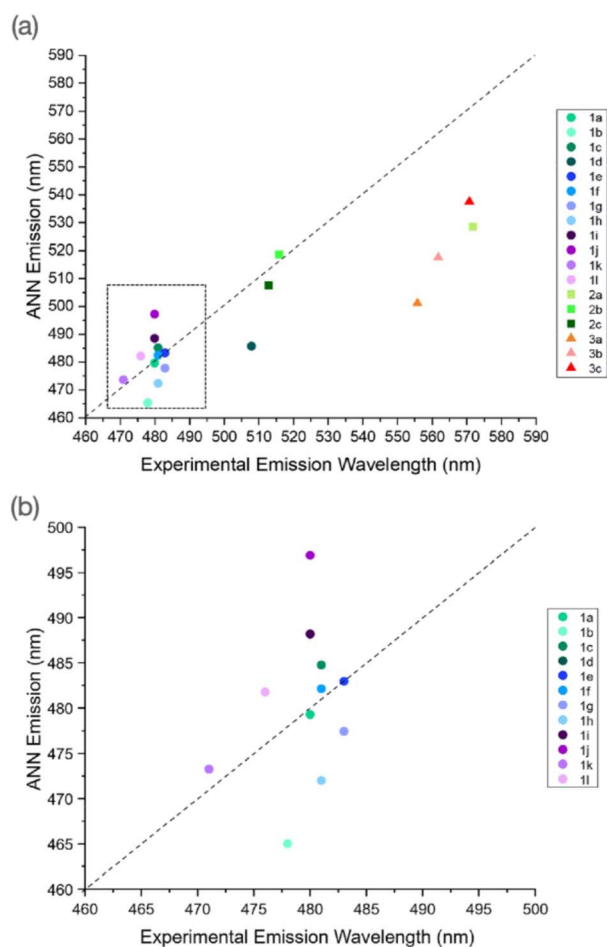 (a)
590
580
570
560
550
540
530
520
510
500
490
480
470
460
ANN Emission (nm)
460 470 480 490 500 510 520 530 540 550 560 570 580 590
Experimental Emission Wavelength (nm)
1a
1b
1c
1d
1e
1f
1g
1h
1i
1j
1k
1l
2a
2b
2c
3a
3b
3c
(b)
500
495
490
485
480
475
470
465
460
ANN Emission (nm)
460 465 470 475 480 485 490 495 500
Experimental Emission Wavelength (nm)
1a
1b
1c
1d
1e
1f
1g
1h
1i
1j
1k
1l